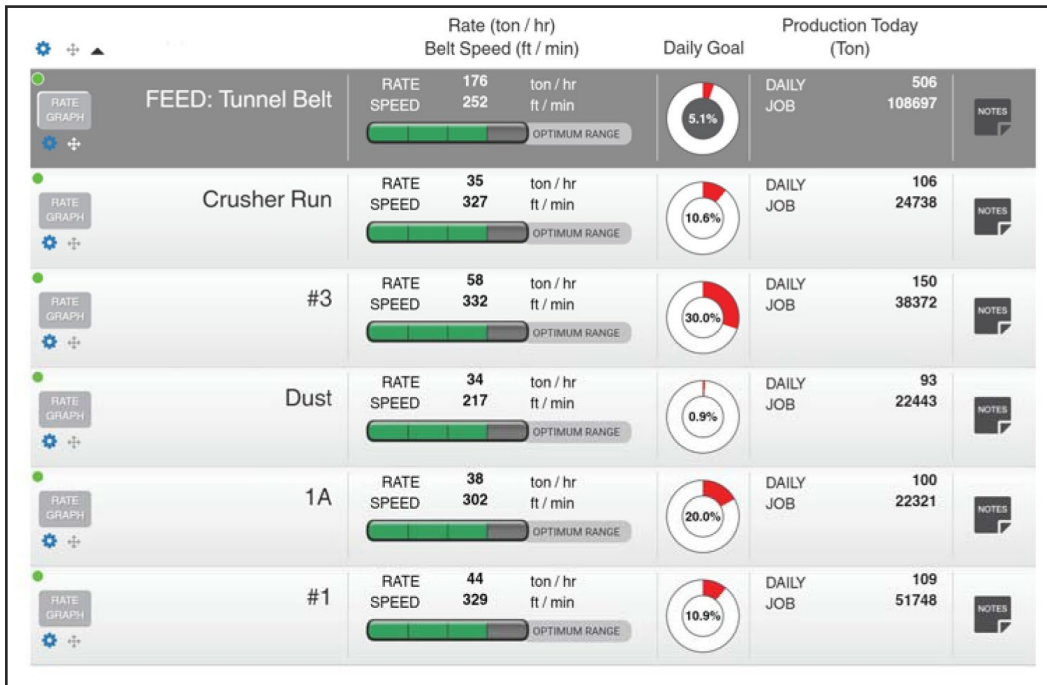 Rate (ton / hr)
Belt Speed (ft / min)
Daily Goal
Production Today
(Ton)
RATE
GRAPH
FEED: Tunnel Belt
RATE 176 ton / hr
SPEED 252 ft / min
OPTIMUM RANGE
5.1%
DAILY 506
JOB 108697
NOTES
RATE
GRAPH
Crusher Run
RATE 35 ton / hr
SPEED 327 ft / min
OPTIMUM RANGE
10.6%
DAILY 106
JOB 24738
NOTES
RATE
GRAPH
#3
RATE 58 ton / hr
SPEED 332 ft / min
OPTIMUM RANGE
30.0%
DAILY 150
JOB 38372
NOTES
RATE
GRAPH
Dust
RATE 34 ton / hr
SPEED 217 ft / min
OPTIMUM RANGE
0.9%
DAILY 93
JOB 22443
NOTES
RATE
GRAPH
1A
RATE 38 ton / hr
SPEED 302 ft / min
OPTIMUM RANGE
20.0%
DAILY 100
JOB 22321
NOTES
RATE
GRAPH
#1
RATE 44 ton / hr
SPEED 329 ft / min
OPTIMUM RANGE
10.9%
DAILY 109
JOB 51748
NOTES